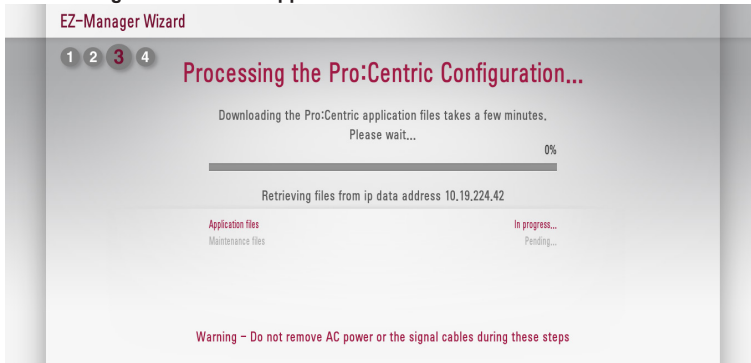 EZ-Manager Wizard
1 2 3 4
Processing the Pro:Centric Configuration...
Downloading the Pro:Centric application files takes a few minutes.
Please wait...
0%
Retrieving files from ip data address 10.19.224.42
Application files In progress...
Maintenance files Pending...
Warning - Do not remove AC power or the signal cables during these steps